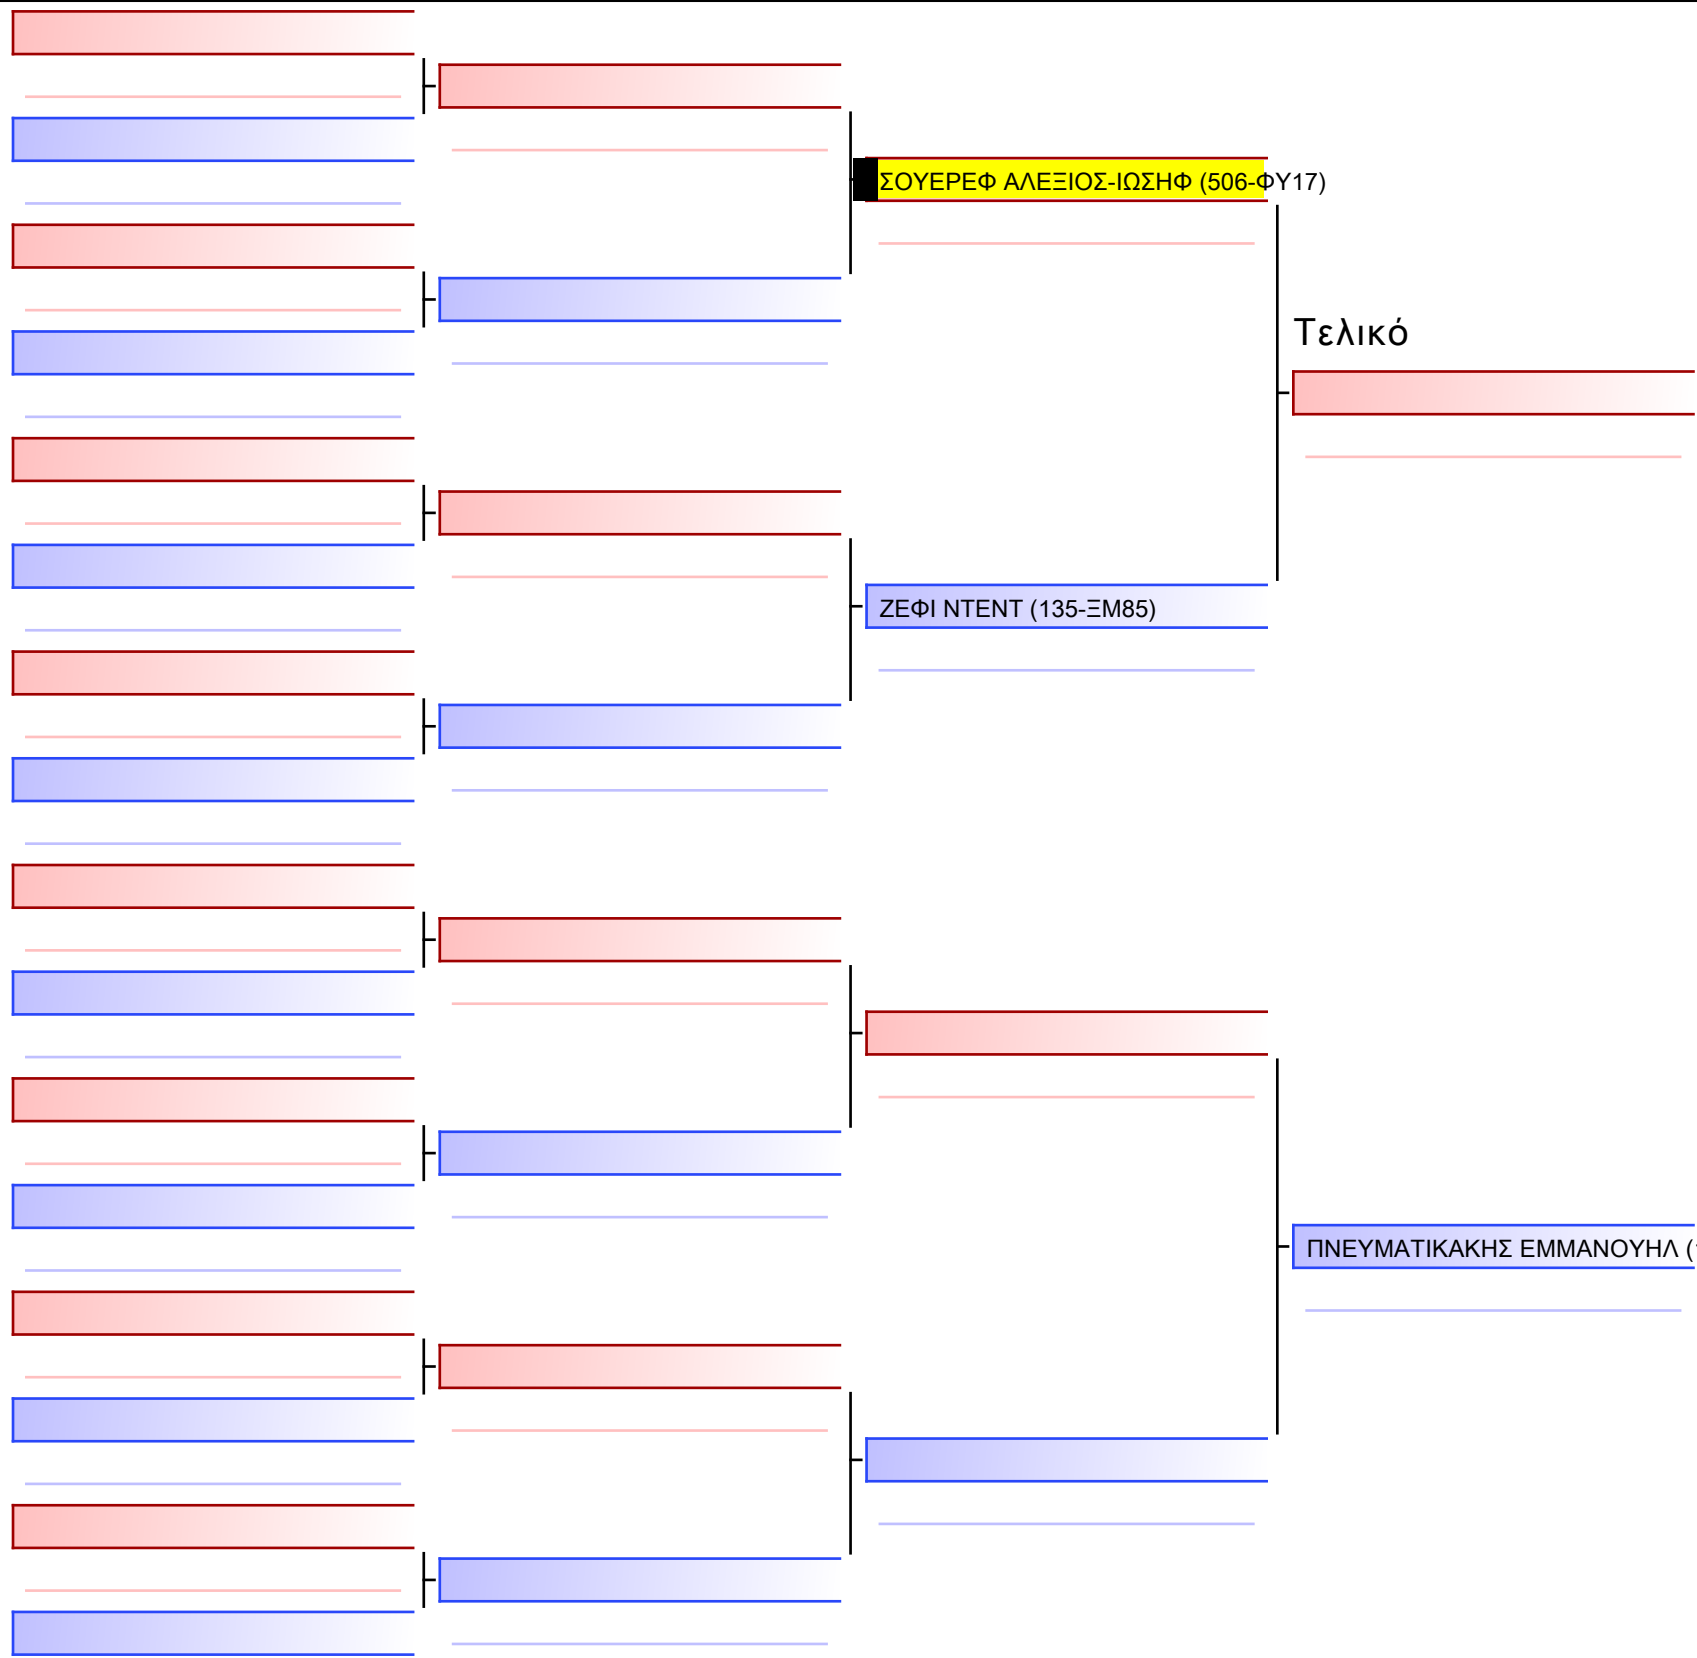 ΣΟΥΕΡΕΦ ΑΛΕΞΙΟΣ-ΙΩΣΗΦ (506-ΦΥ17)
Τελικό
ΖΕΦΙ ΝΤΕΝΤ (135-ΞΜ85)
ΠΝΕΥΜΑΤΙΚΑΚΗΣ ΕΜΜΑΝΟΥΗΛ (